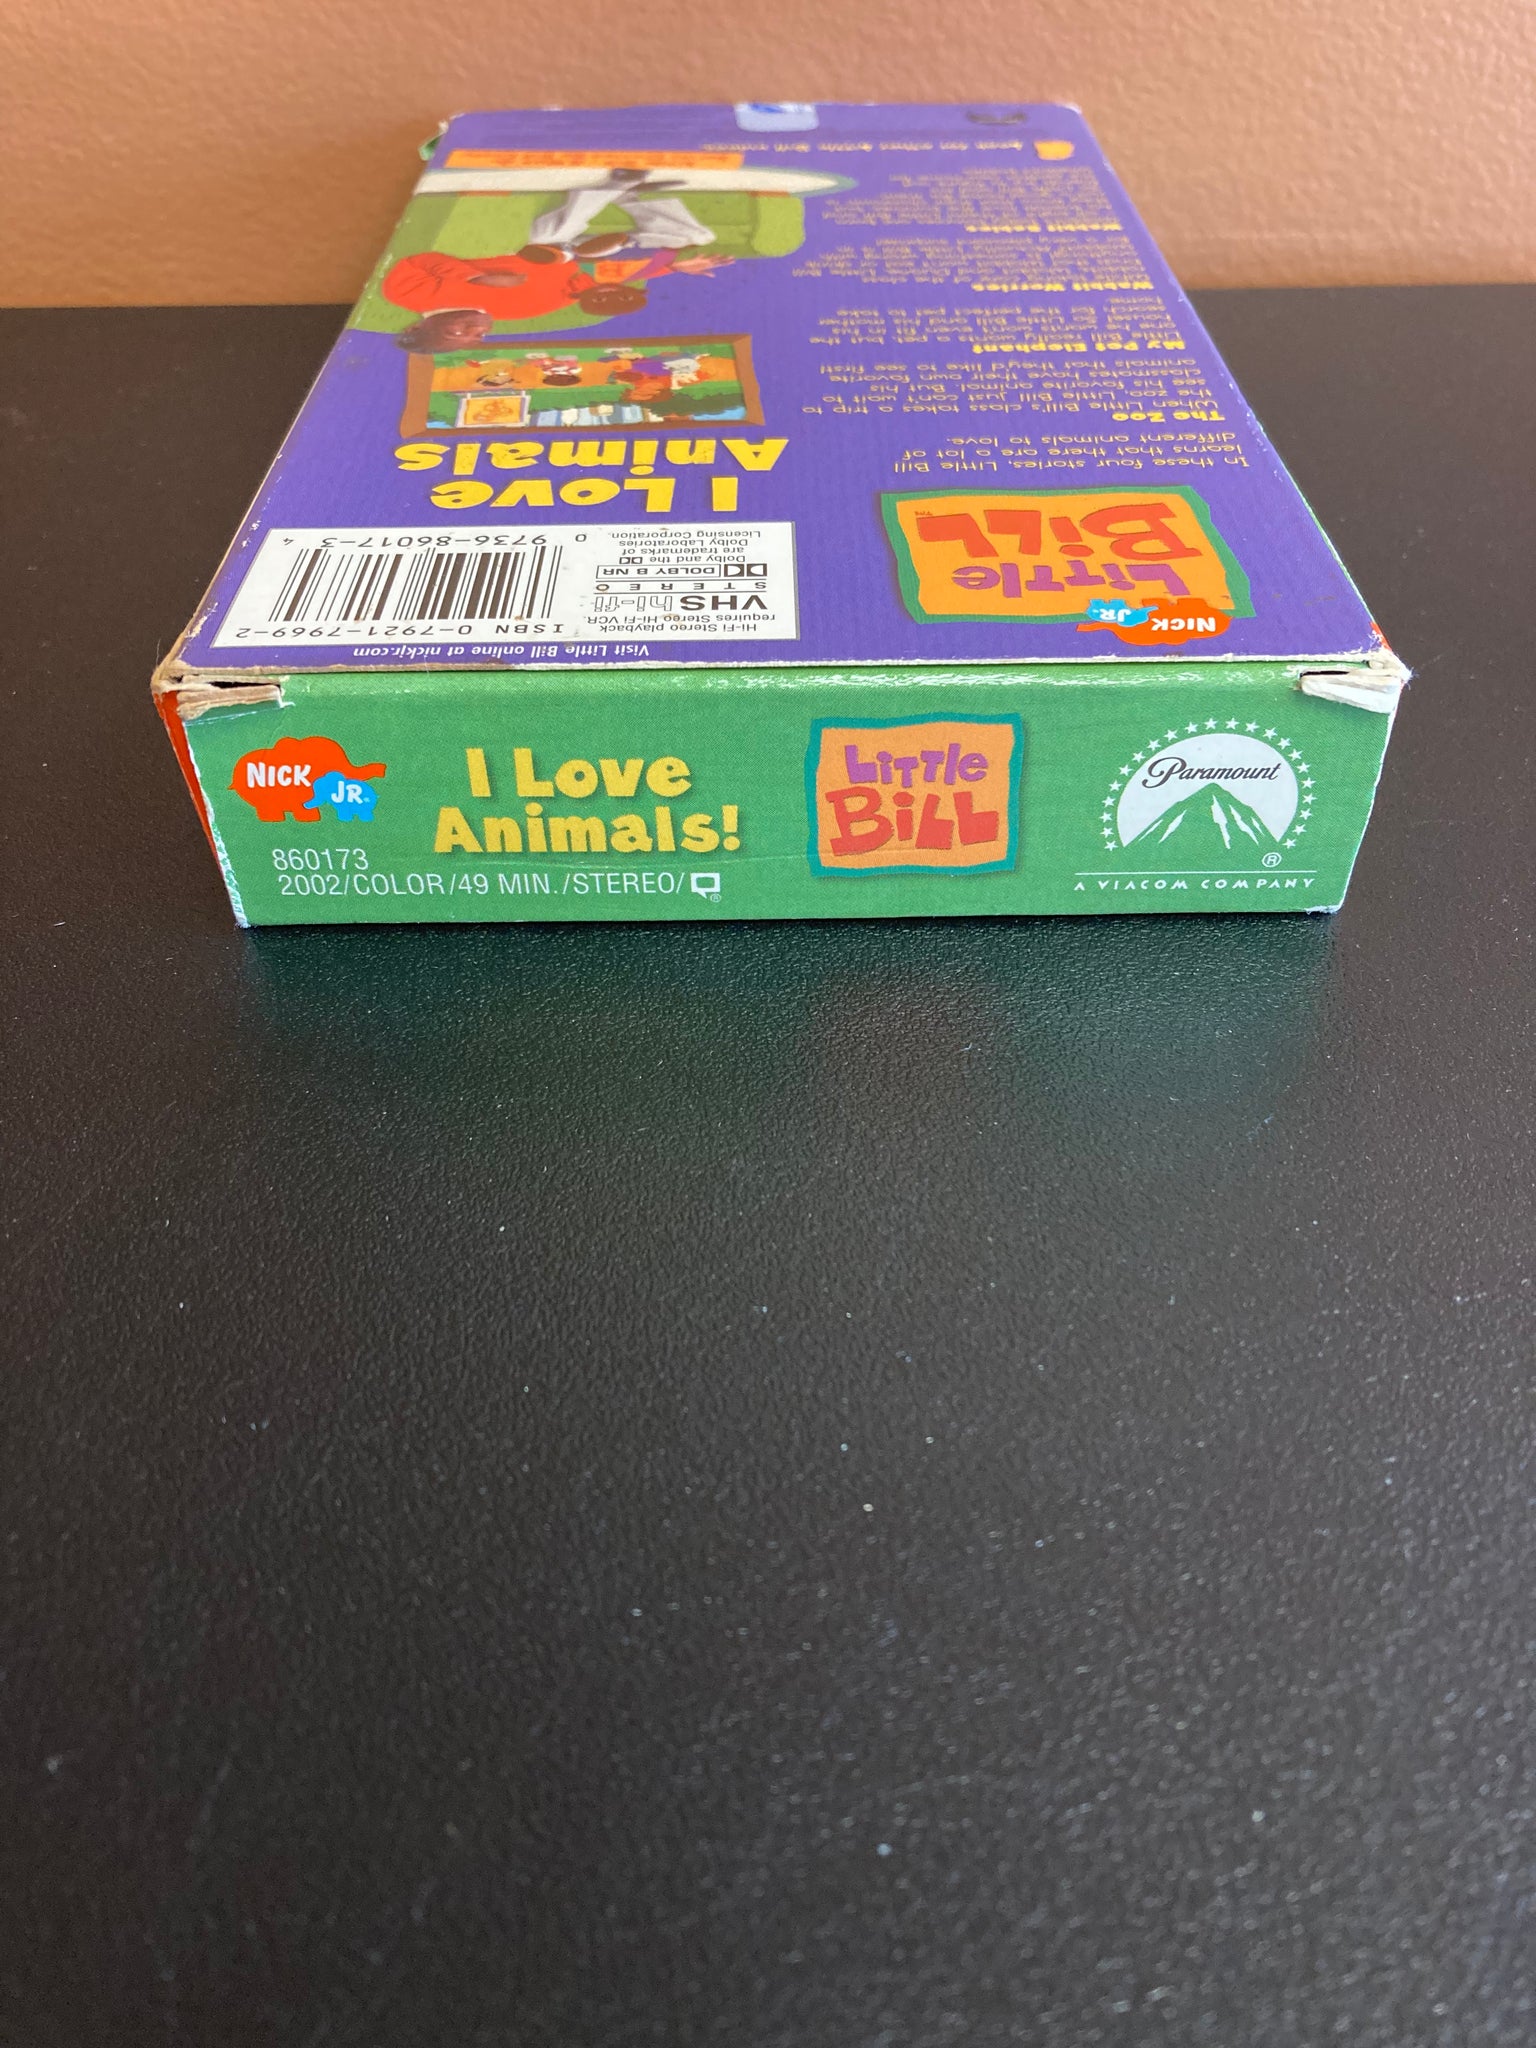 NICK JR.
I Love
Animals!
LITTLE
BILL
Paramount
®
A VIACOM COMPANY
860173
2002/COLOR/49 MIN./STEREO/
®
Visit Little Bill online at nickjr.com
NICK JR.
LITTLE
BILL
TM
Hi-Fi Stereo playback
requires Stereo Hi-Fi VCR.
VHS hi-fi
STEREO
DOLBY B NR
Dolby and the
are trademarks of
Dolby Laboratories
Licensing Corporation.
ISBN 0-7921-7969-2
0 9736-86017-3 4
I Love
Animals
In these four stories, Little Bill
learns that there are a lot of
different animals to love.
The Zoo
When Little Bill's class takes a trip to
the zoo, Little Bill just can't wait to
see his favorite animal. But his
classmates have their own favorite
animals that they'd like to see first!
My Pet Elephant
Little Bill really wants a pet, but the
one he wants won't even fit in his
house! So Little Bill and his mother
search for the perfect pet to take
home.
Wabbit Worries
Wabbit Babies